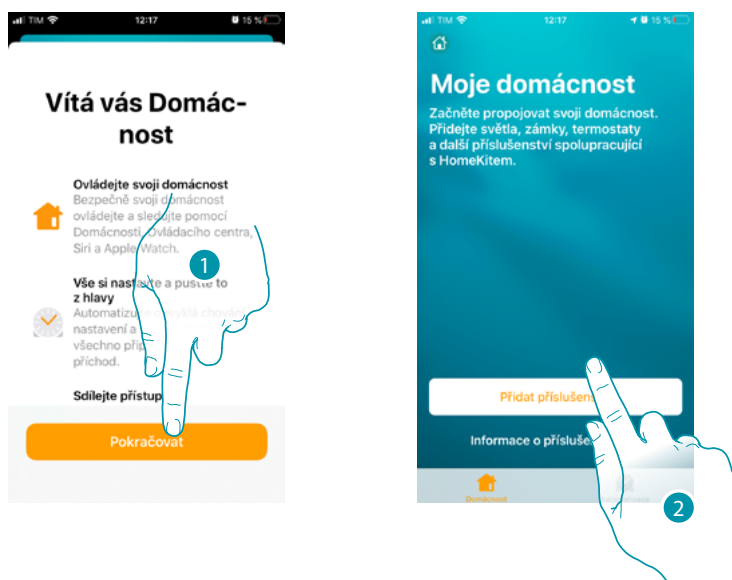 TIM 12:17 15 %
Vítá vás Domác-
nost
Ovládejte svoji domácnost
Bezpečně svoji domácnost
ovládejte a sledujte pomocí
Domácnosti, Ovládacího centra,
Siri a Apple Watch.
Vše si nastavte a pusťte to
z hlavy
Automatizujte chování
nastavení a
všechno
příchod.
Sdílejte přístup
Pokračovat
1
TIM 12:17 15 %
Moje domácnost
Začněte propojovat svoji domácnost.
Přidejte světla, zámky, termostaty
a další příslušenství spolupracující
s HomeKitem.
Přidat příslušens
Informace o přísluše
Domácnost
2